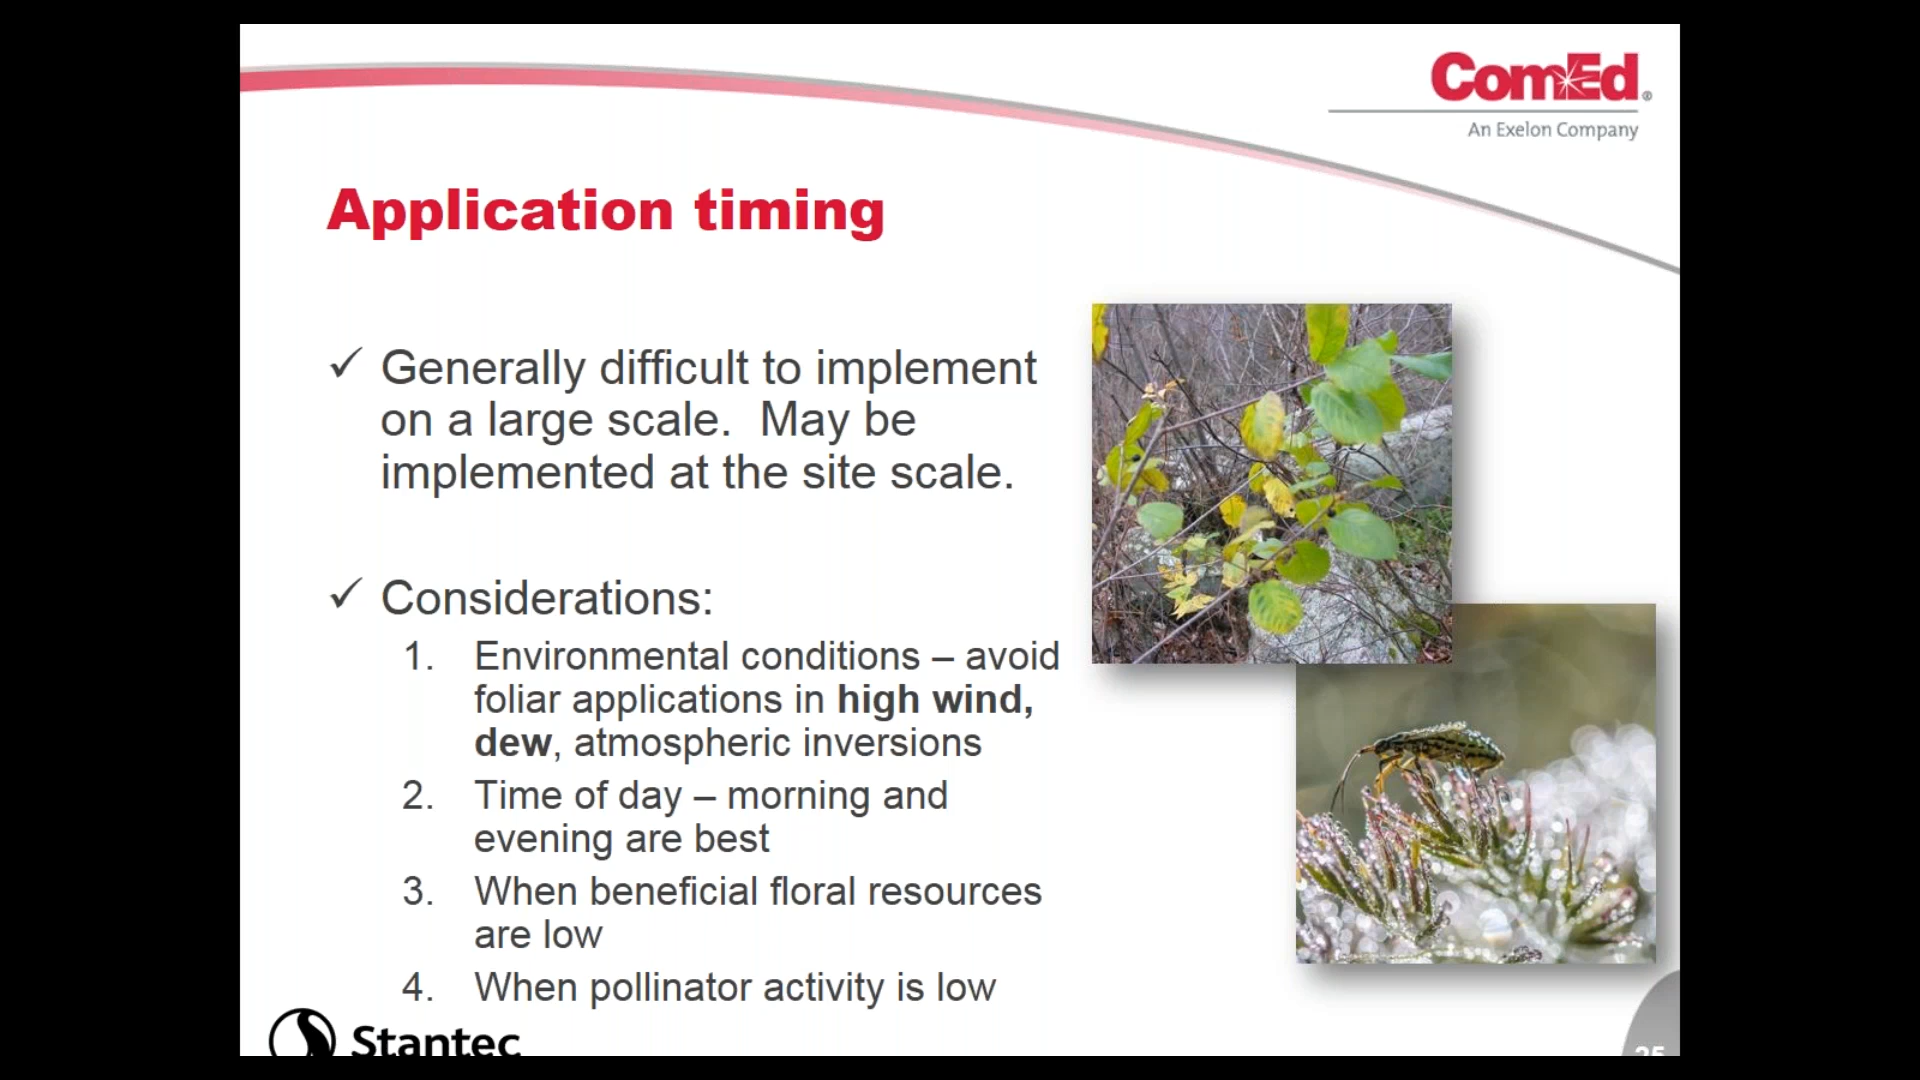 ComEd®
An Exelon Company
Application timing
✓ Generally difficult to implement
on a large scale.  May be
implemented at the site scale.
✓ Considerations:
1. Environmental conditions – avoid
foliar applications in high wind,
dew, atmospheric inversions
2. Time of day – morning and
evening are best
3. When beneficial floral resources
are low
4. When pollinator activity is low
Stantec
25